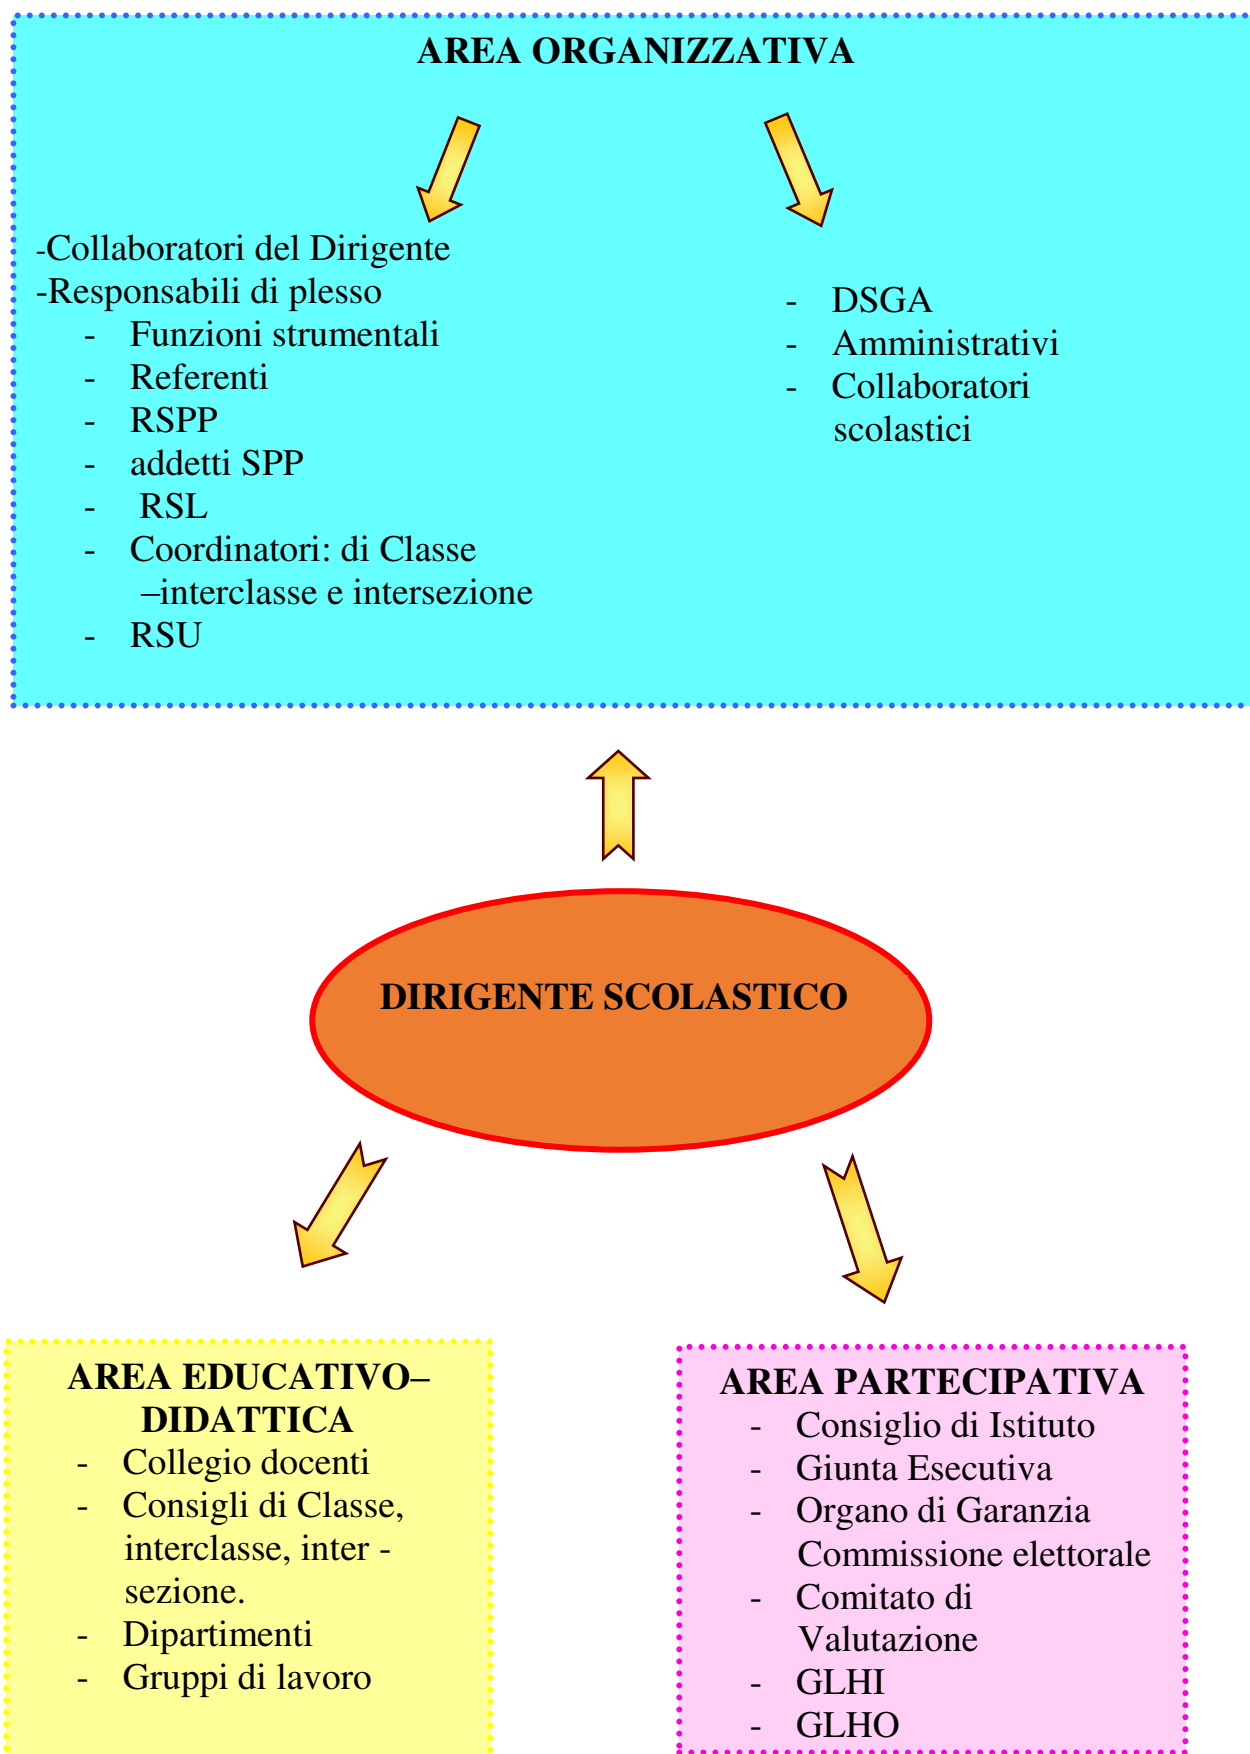 AREA ORGANIZZATIVA
-Collaboratori del Dirigente
-Responsabili di plesso
- Funzioni strumentali
- Referenti
- RSPP
- addetti SPP
- RSL
- Coordinatori: di Classe
–interclasse e intersezione
- RSU
- DSGA
- Amministrativi
- Collaboratori
scolastici
DIRIGENTE SCOLASTICO
AREA EDUCATIVO–
DIDATTICA
- Collegio docenti
- Consigli di Classe,
interclasse, inter -
sezione.
- Dipartimenti
- Gruppi di lavoro
AREA PARTECIPATIVA
- Consiglio di Istituto
- Giunta Esecutiva
- Organo di Garanzia
Commissione elettorale
- Comitato di
Valutazione
- GLHI
- GLHO